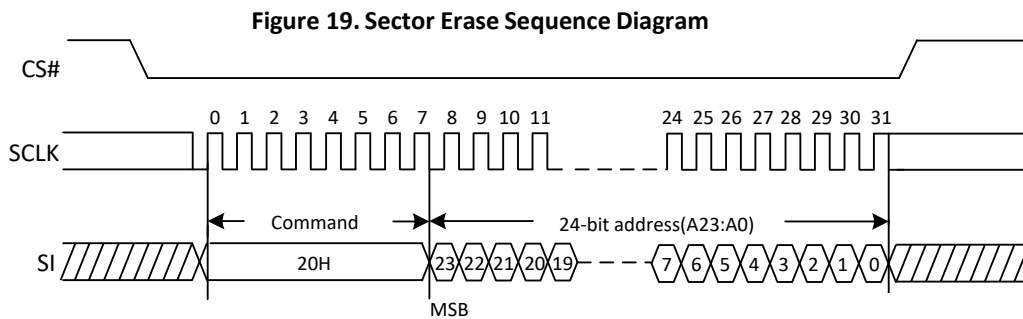 Figure 19. Sector Erase Sequence Diagram
CS#
0 1 2 3 4 5 6 7 8 9 10 11 24 25 26 27 28 29 30 31
SCLK
Command 24-bit address(A23:A0)
SI 20H 23 22 21 20 19 7 6 5 4 3 2 1 0
MSB